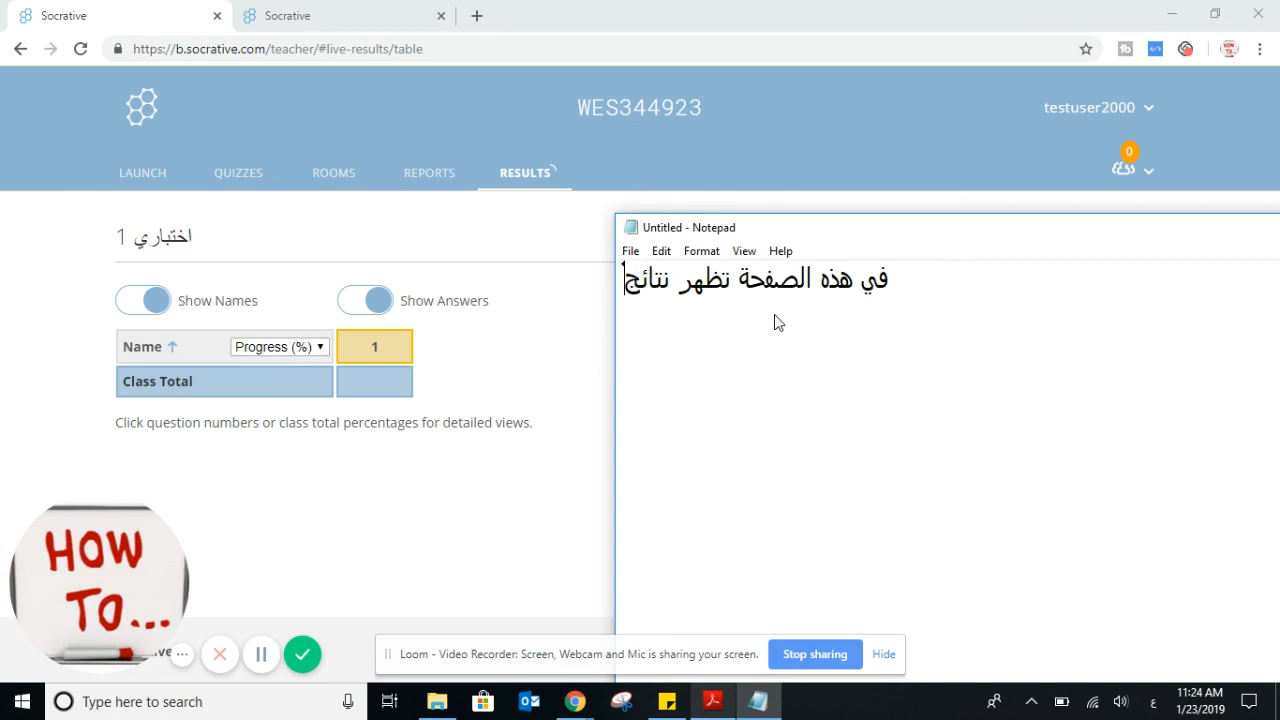 Socrative
Socrative
https://b.socrative.com/teacher/#live-results/table
HOW TO
WES344923
testuser2000
LAUNCH
QUIZZES
ROOMS
REPORTS
RESULTS
0
اختباري 1
Show Names
Show Answers
Name
Progress (%)
1
Class Total
Click question numbers or class total percentages for detailed views.
Untitled - Notepad
File Edit Format View Help
في هذه الصفحة تظهر نتائج
HOW
TO...
Loom - Video Recorder: Screen, Webcam and Mic is sharing your screen.
Stop sharing
Hide
Type here to search
ع
11:24 AM
1/23/2019